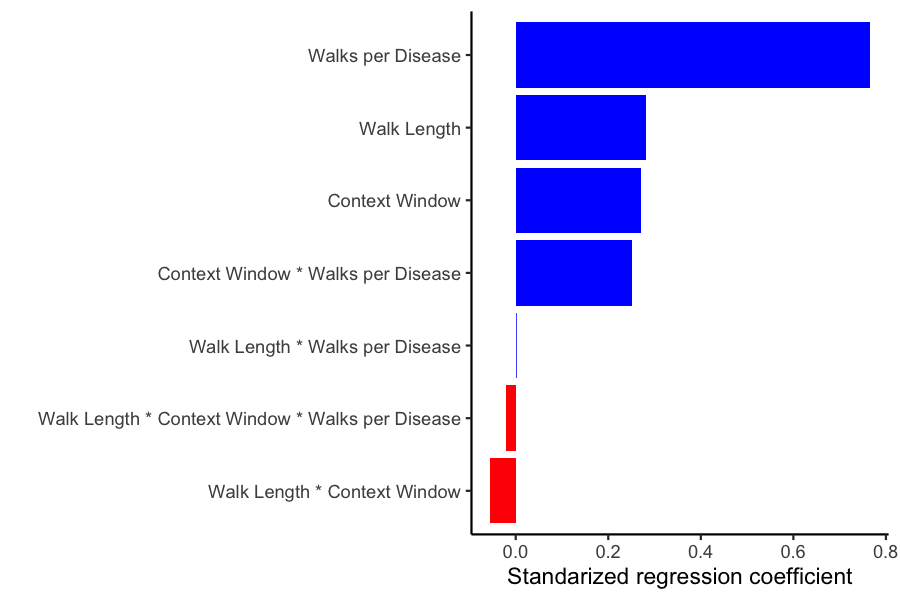 Walks per Disease
Walk Length
Context Window
Context Window * Walks per Disease
Walk Length * Walks per Disease
Walk Length * Context Window * Walks per Disease
Walk Length * Context Window
0.0 0.2 0.4 0.6 0.8
Standarized regression coefficient